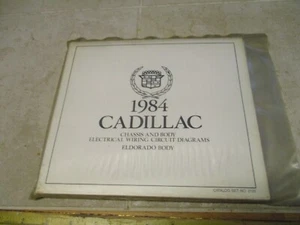 1984
CADILLAC
CHASSIS AND BODY
ELECTRICAL WIRING CIRCUIT DIAGRAMS
ELDORADO BODY